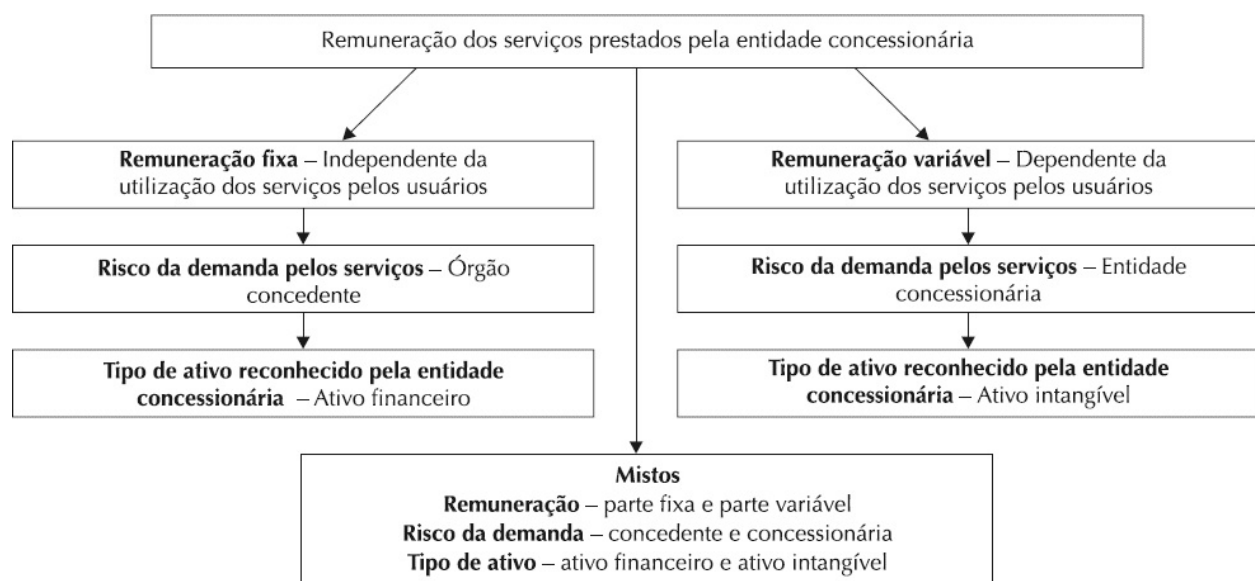 Remuneração dos serviços prestados pela entidade concessionária
Remuneração fixa – Independente da
utilização dos serviços pelos usuários
Risco da demanda pelos serviços – Órgão
concedente
Tipo de ativo reconhecido pela entidade
concessionária – Ativo financeiro
Remuneração variável – Dependente da
utilização dos serviços pelos usuários
Risco da demanda pelos serviços – Entidade
concessionária
Tipo de ativo reconhecido pela entidade
concessionária – Ativo intangível
Mistos
Remuneração – parte fixa e parte variável
Risco da demanda – concedente e concessionária
Tipo de ativo – ativo financeiro e ativo intangível